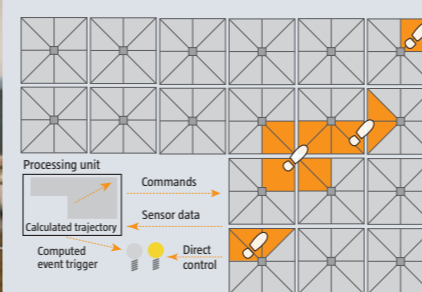 Processing unit
Commands
Calculated trajectory
Sensor data
Computed
event trigger
Direct
control